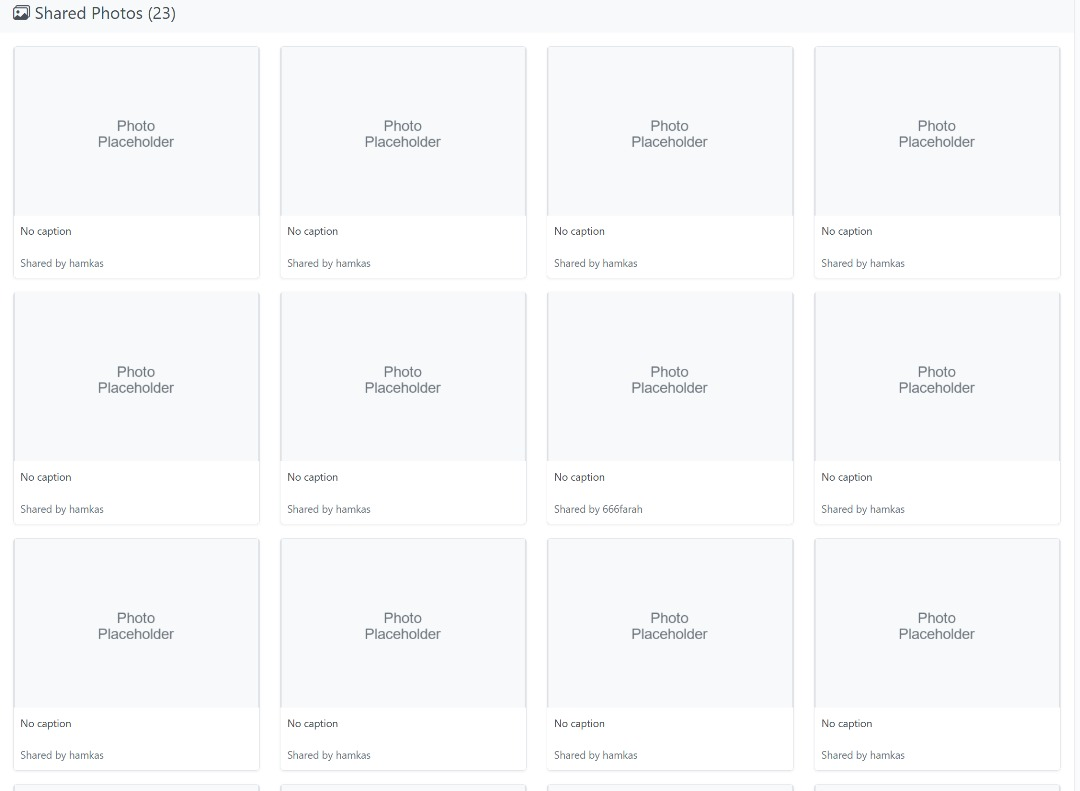 Shared Photos (23)
Photo
Placeholder
Photo
Placeholder
Photo
Placeholder
Photo
Placeholder
No caption
No caption
No caption
No caption
Shared by hamkas
Shared by hamkas
Shared by hamkas
Shared by hamkas
Photo
Placeholder
Photo
Placeholder
Photo
Placeholder
Photo
Placeholder
No caption
No caption
No caption
No caption
Shared by hamkas
Shared by hamkas
Shared by 666farah
Shared by hamkas
Photo
Placeholder
Photo
Placeholder
Photo
Placeholder
Photo
Placeholder
No caption
No caption
No caption
No caption
Shared by hamkas
Shared by hamkas
Shared by hamkas
Shared by hamkas